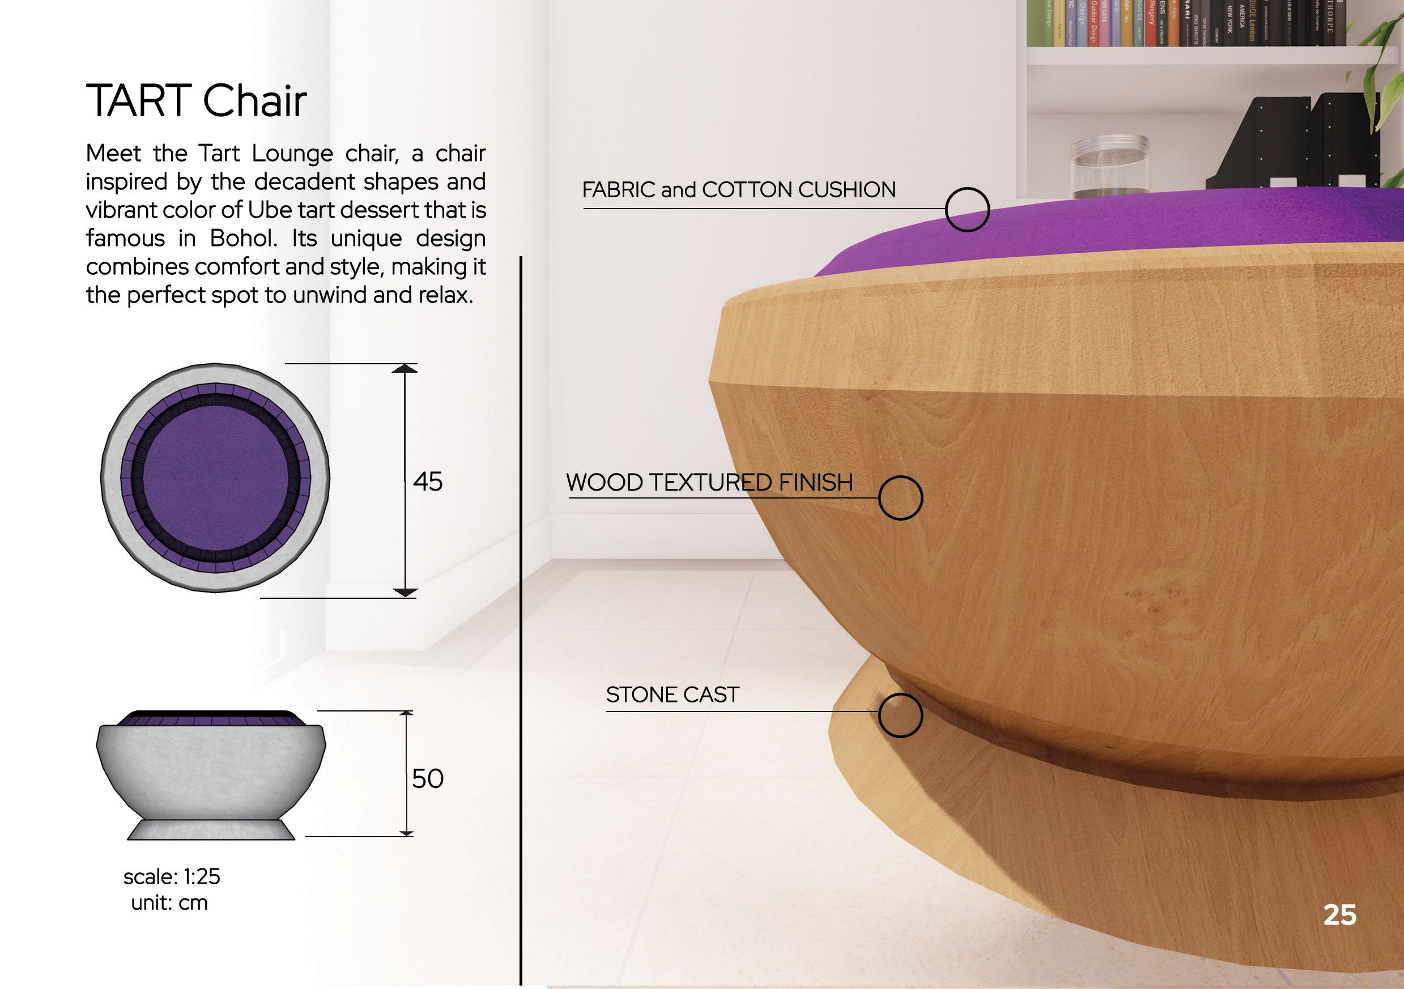 TART Chair
Meet the Tart Lounge chair, a chair
inspired by the decadent shapes and
vibrant color of Ube tart dessert that is
famous in Bohol. Its unique design
combines comfort and style, making it
the perfect spot to unwind and relax.
45
50
scale: 1:25
unit: cm
FABRIC and COTTON CUSHION
WOOD TEXTURED FINISH
STONE CAST
25